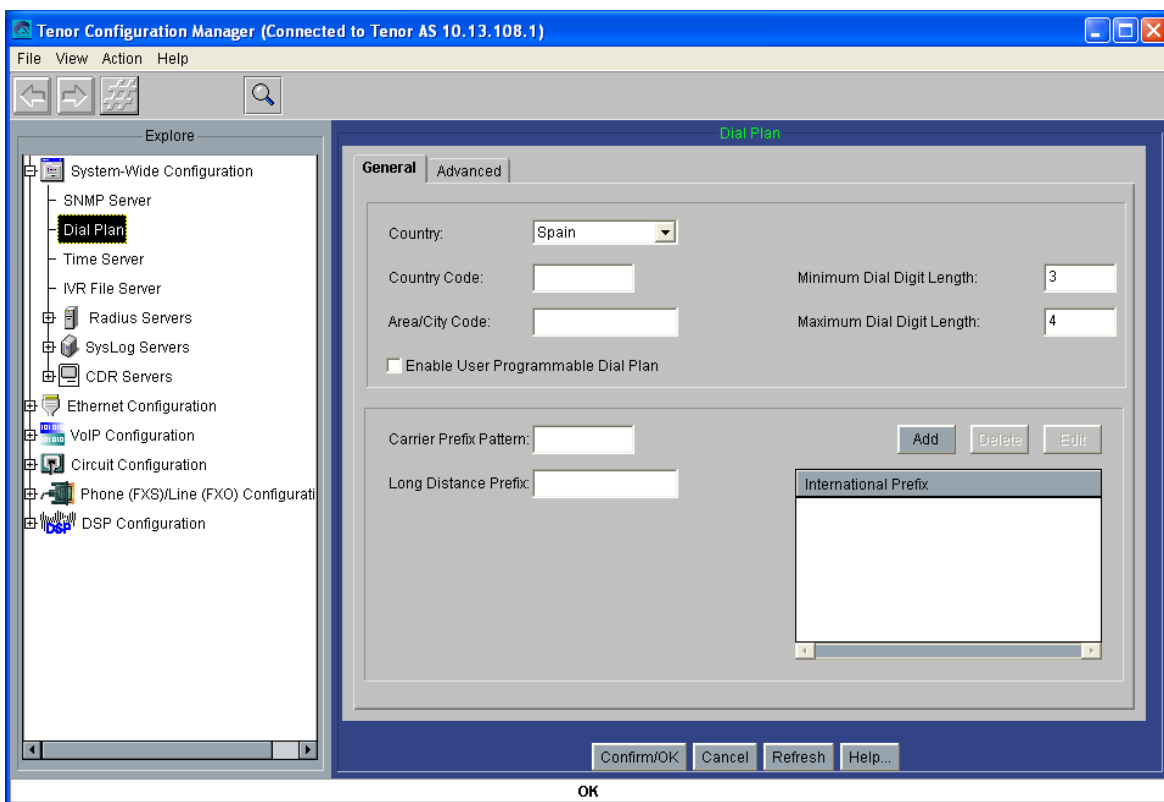 Tenor Configuration Manager (Connected to Tenor AS 10.13.108.1)
File View Action Help
Explore
System-Wide Configuration
SNMP Server
Dial Plan
Time Server
IVR File Server
Radius Servers
SysLog Servers
CDR Servers
Ethernet Configuration
VoIP Configuration
Circuit Configuration
Phone (FXS)/Line (FXO) Configurati
DSP DSP Configuration
Dial Plan
General Advanced
Country: Spain
Country Code: Minimum Dial Digit Length: 3
Area/City Code: Maximum Dial Digit Length: 4
Enable User Programmable Dial Plan
Carrier Prefix Pattern: Add Delete Edit
Long Distance Prefix: International Prefix
Confirm/OK Cancel Refresh Help...
OK